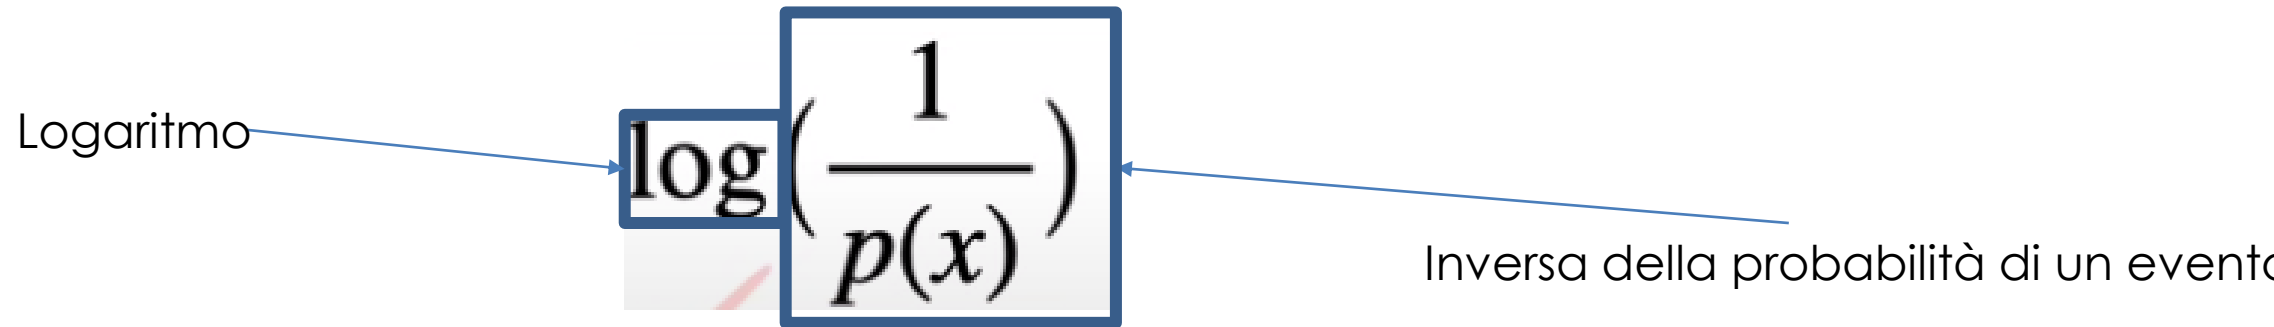 Logaritmo
log(1/p(x))
Inversa della probabilità di un evento